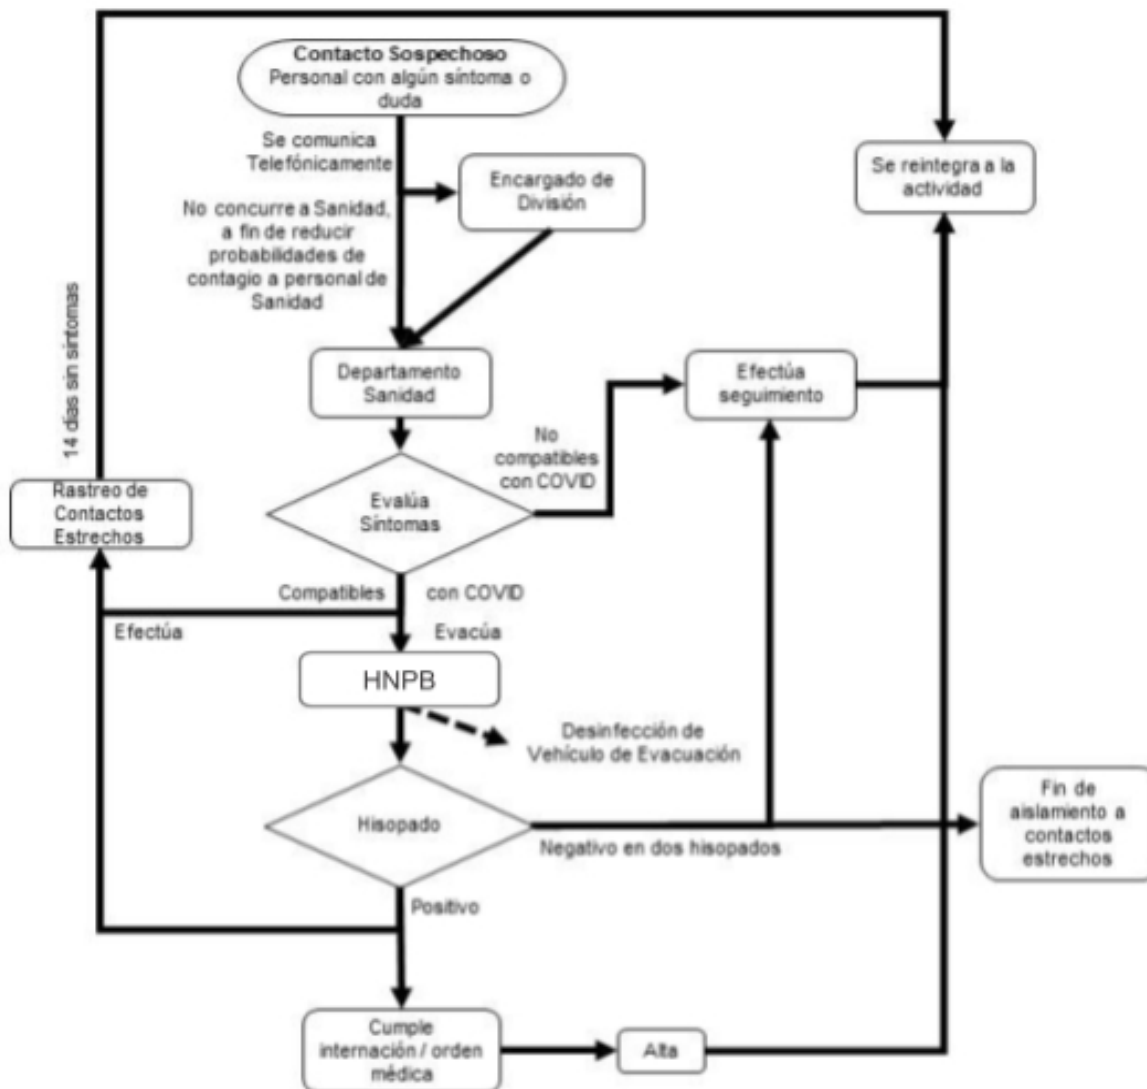 Contacto Sospechoso
Personal con algún síntoma o
duda
Se comunica
Telefónicamente
Encargado de
División
Se reintegra a la
actividad
No concurre a Sanidad,
a fin de reducir
probabilidades de
contagio a personal de
Sanidad
14 días sin síntomas
Departamento
Sanidad
Efectúa
seguimiento
No
compatibles
con COVID
Rastreo de
Contactos
Estrechos
Evalúa
Síntomas
Compatibles
con COVID
Efectúa
Evacúa
HNPB
Desinfección de
Vehículo de Evacuación
Hisopado
Negativo en dos hisopados
Fin de
aislamiento a
contactos
estrechos
Positivo
Cumple
internación / orden
médica
Alta